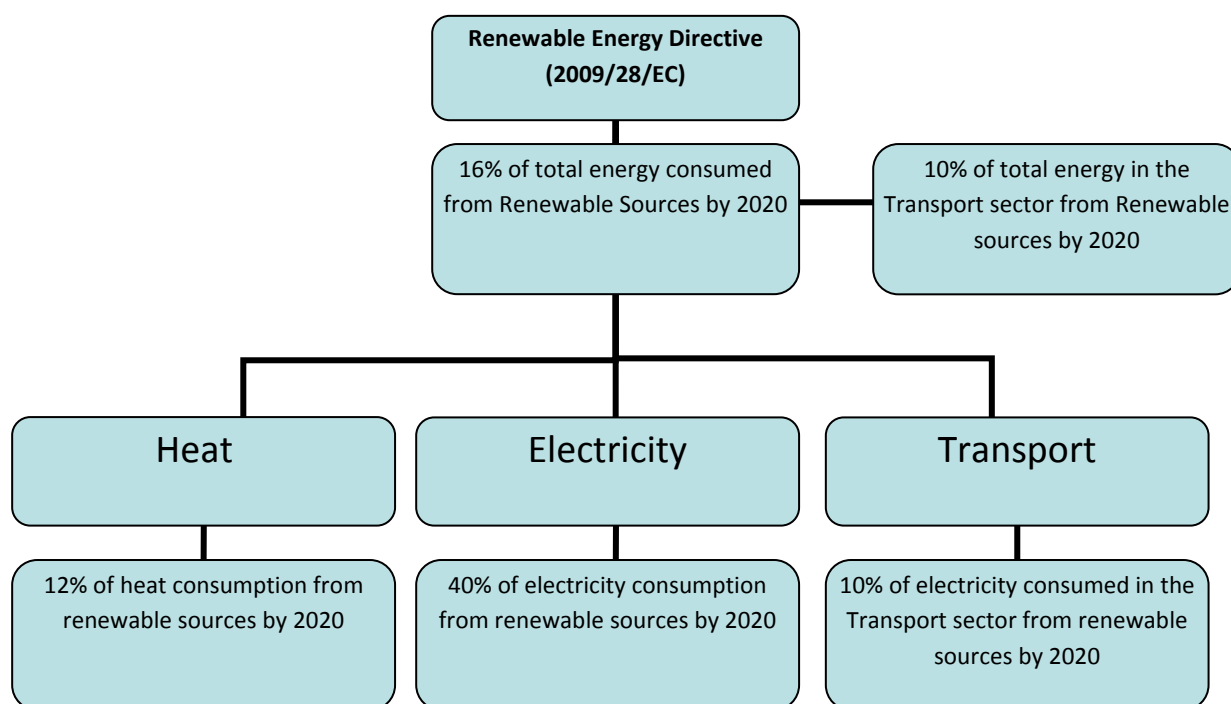 Renewable Energy Directive
(2009/28/EC)
16% of total energy consumed
from Renewable Sources by 2020
10% of total energy in the
Transport sector from Renewable
sources by 2020
Heat
Electricity
Transport
12% of heat consumption from
renewable sources by 2020
40% of electricity consumption
from renewable sources by 2020
10% of electricity consumed in the
Transport sector from renewable
sources by 2020